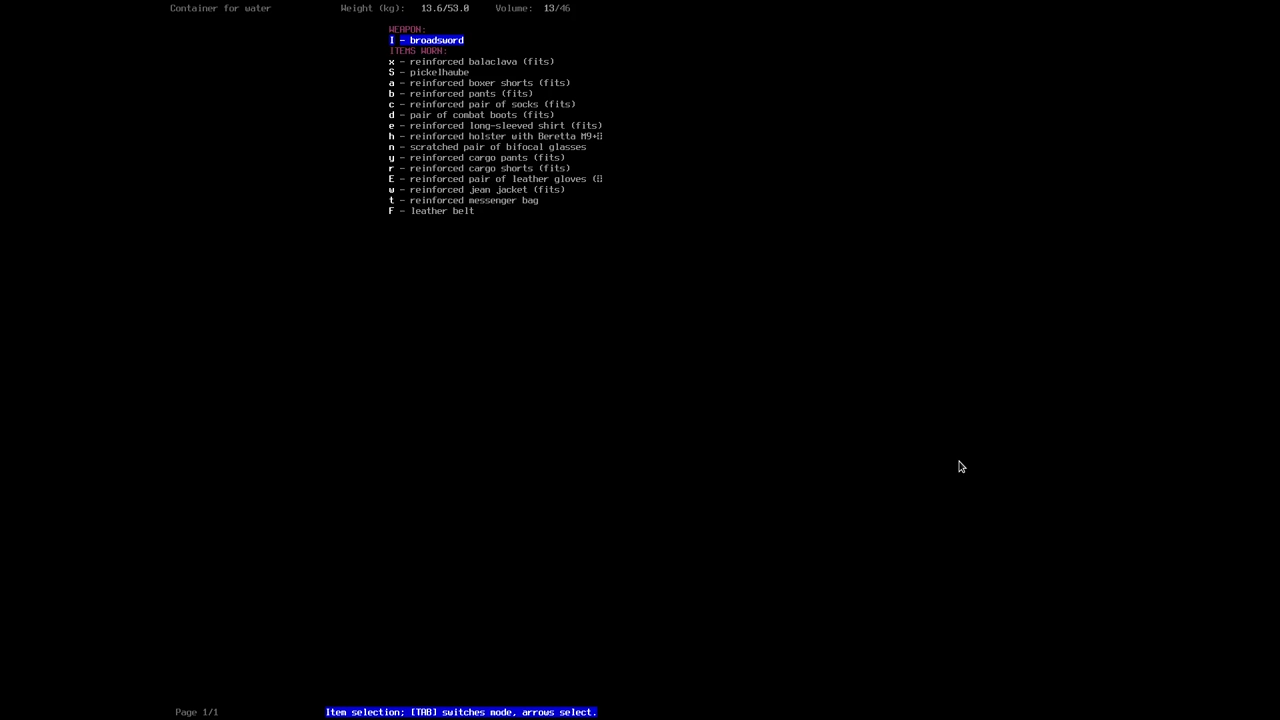 Container for water Weight (kg): 13.6/53.0 Volume: 13/46
WEAPON:
I - broadsword
ITEMS WORN:
x - reinforced balaclava (fits)
S - pickelhaube
a - reinforced boxer shorts (fits)
b - reinforced pants (fits)
c - reinforced pair of socks (fits)
d - pair of combat boots (fits)
e - reinforced long-sleeved shirt (fits)
h - reinforced holster with Beretta M9+
n - scratched pair of bifocal glasses
y - reinforced cargo pants (fits)
r - reinforced cargo shorts (fits)
E - reinforced pair of leather gloves (
w - reinforced jean jacket (fits)
t - reinforced messenger bag
F - leather belt
Page 1/1 Item selection; [TAB] switches mode, arrows select.